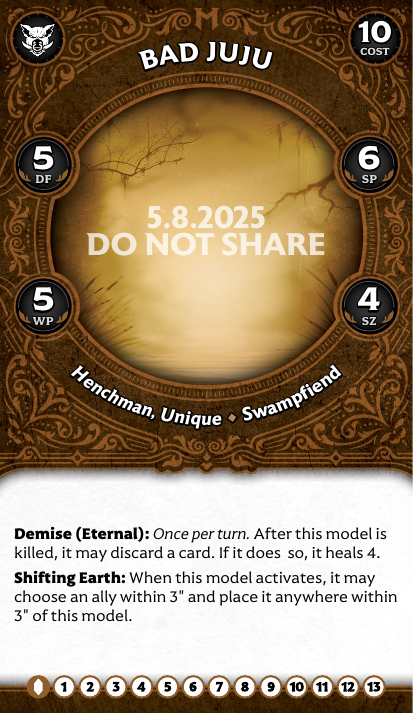 10
COST
BAD JUJU
5
DF
6
SP
5.8.2025
DO NOT SHARE
5
WP
4
SZ
Henchman, Unique ◆ Swampfiend
Demise (Eternal): Once per turn. After this model is
killed, it may discard a card. If it does  so, it heals 4.
Shifting Earth: When this model activates, it may
choose an ally within 3" and place it anywhere within
3" of this model.
1 2 3 4 5 6 7 8 9 10 11 12 13